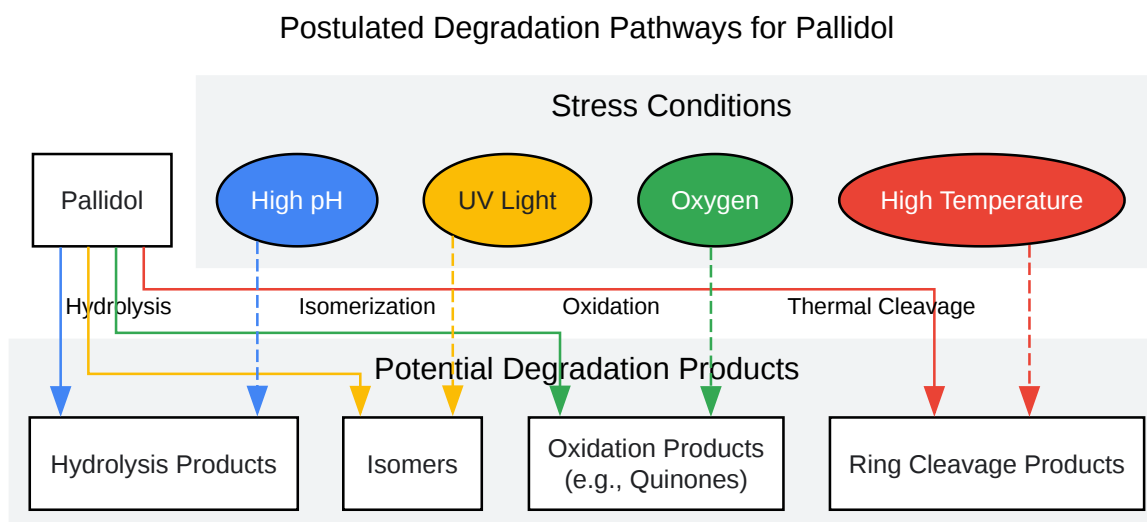 Postulated Degradation Pathways for Pallidol
Stress Conditions
Pallidol
High pH
UV Light
Oxygen
High Temperature
Hydrolysis
Isomerization
Oxidation
Thermal Cleavage
Potential Degradation Products
Hydrolysis Products
Isomers
Oxidation Products
(e.g., Quinones)
Ring Cleavage Products